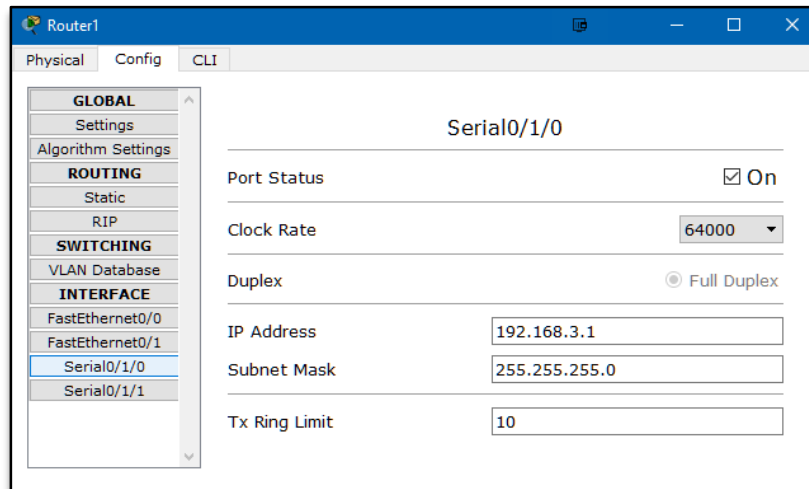 Router1
Physical Config CLI
GLOBAL
Settings
Algorithm Settings
ROUTING
Static
RIP
SWITCHING
VLAN Database
INTERFACE
FastEthernet0/0
FastEthernet0/1
Serial0/1/0
Serial0/1/1
Serial0/1/0
Port Status On
Clock Rate 64000
Duplex Full Duplex
IP Address 192.168.3.1
Subnet Mask 255.255.255.0
Tx Ring Limit 10